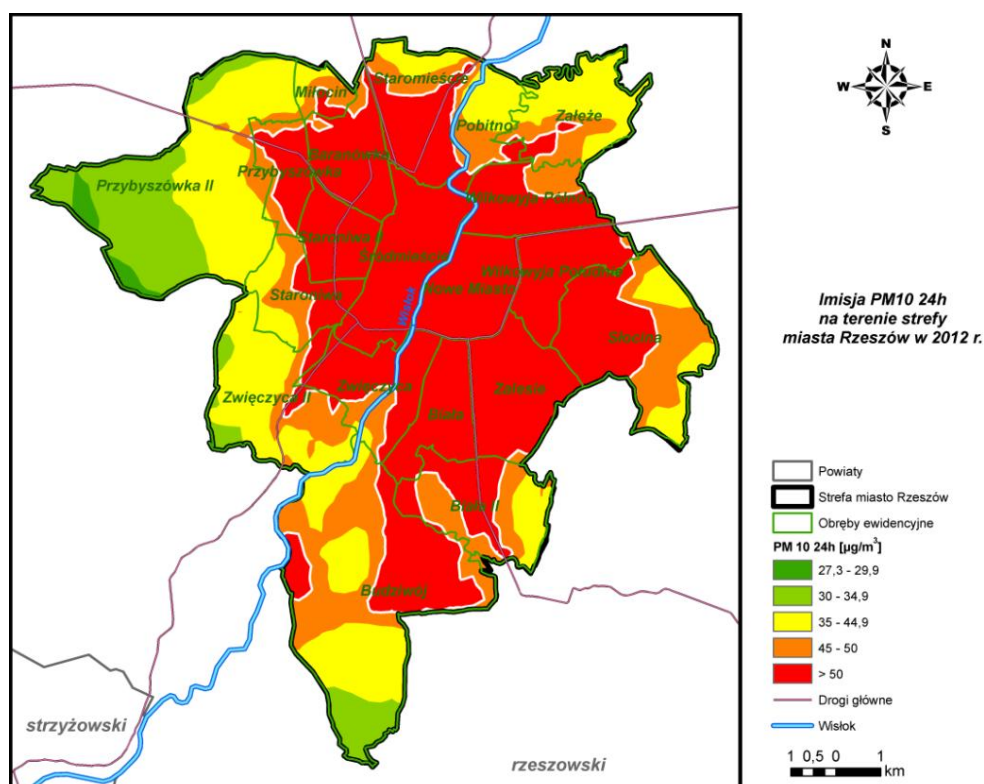 Staromieście
Miłocin
Pobitno
Załęże
Baranówka
Przybyszówka
Przybyszówka II
Wilkowyja Północ
Staroniwa
Śródmieście
Wilkowyja Południe
Nowe Miasto
Staroniwa
Wisłok
Słocina
Zwięczyca
Zwięczyca II
Zalesie
Biała
Biała II
Budziwój
strzyżowski
rzeszowski
N
W
E
S
Imisja PM10 24h
na terenie strefy
miasta Rzeszów w 2012 r.
Powiaty
Strefa miasto Rzeszów
Obręby ewidencyjne
PM 10 24h [µg/m³]
27,3 - 29,9
30 - 34,9
35 - 44,9
45 - 50
> 50
Drogi główne
Wisłok
1 0,5 0 1
km